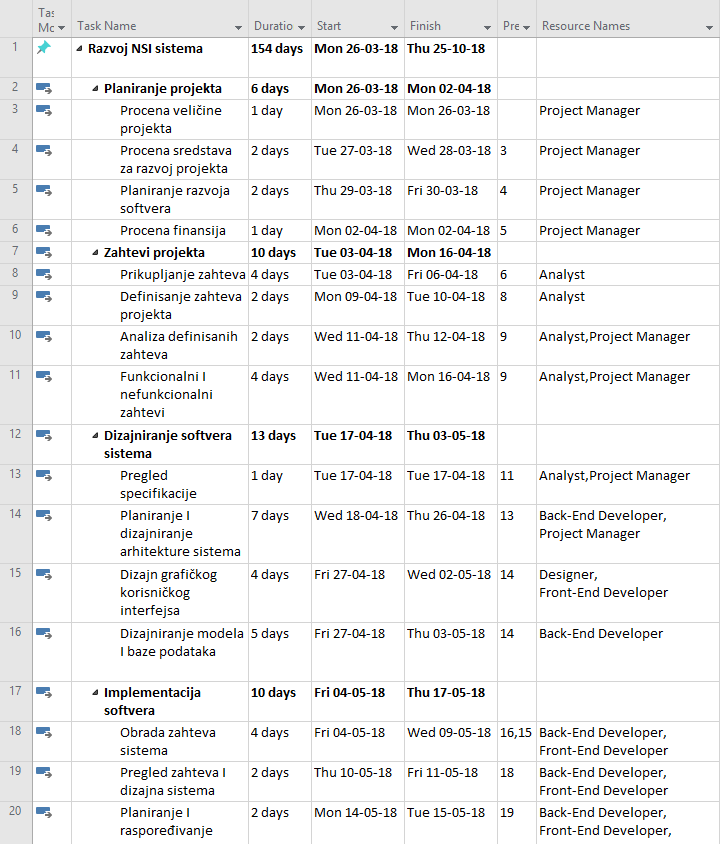 Tas
Mo Task Name Duratio Start Finish Pre Resource Names
1 Razvoj NSI sistema 154 days Mon 26-03-18 Thu 25-10-18
2 Planiranje projekta 6 days Mon 26-03-18 Mon 02-04-18
3 Procena veličine 1 day Mon 26-03-18 Mon 26-03-18 Project Manager
projekta
4 Procena sredstava 2 days Tue 27-03-18 Wed 28-03-18 3 Project Manager
za razvoj projekta
5 Planiranje razvoja 2 days Thu 29-03-18 Fri 30-03-18 4 Project Manager
softvera
6 Procena finansija 1 day Mon 02-04-18 Mon 02-04-18 5 Project Manager
7 Zahtevi projekta 10 days Tue 03-04-18 Mon 16-04-18
8 Prikupljanje zahteva 4 days Tue 03-04-18 Fri 06-04-18 6 Analyst
9 Definisanje zahteva 2 days Mon 09-04-18 Tue 10-04-18 8 Analyst
projekta
10 Analiza definisanih 2 days Wed 11-04-18 Thu 12-04-18 9 Analyst,Project Manager
zahteva
11 Funkcionalni I 4 days Wed 11-04-18 Mon 16-04-18 9 Analyst,Project Manager
nefunkcionalni
zahtevi
12 Dizajniranje softvera 13 days Tue 17-04-18 Thu 03-05-18
sistema
13 Pregled 1 day Tue 17-04-18 Tue 17-04-18 11 Analyst,Project Manager
specifikacije
14 Planiranje I 7 days Wed 18-04-18 Thu 26-04-18 13 Back-End Developer,
dizajniranje Project Manager
arhitekture sistema
15 Dizajn grafičkog 4 days Fri 27-04-18 Wed 02-05-18 14 Designer,
korisničkog Front-End Developer
interfejsa
16 Dizajniranje modela 5 days Fri 27-04-18 Thu 03-05-18 14 Back-End Developer
I baze podataka
17 Implementacija 10 days Fri 04-05-18 Thu 17-05-18
softvera
18 Obrada zahteva 4 days Fri 04-05-18 Wed 09-05-18 16,15 Back-End Developer,
sistema Front-End Developer
19 Pregled zahteva I 2 days Thu 10-05-18 Fri 11-05-18 18 Back-End Developer,
dizajna sistema Front-End Developer
20 Planiranje I 2 days Mon 14-05-18 Tue 15-05-18 19 Back-End Developer,
raspoređivanje Front-End Developer,